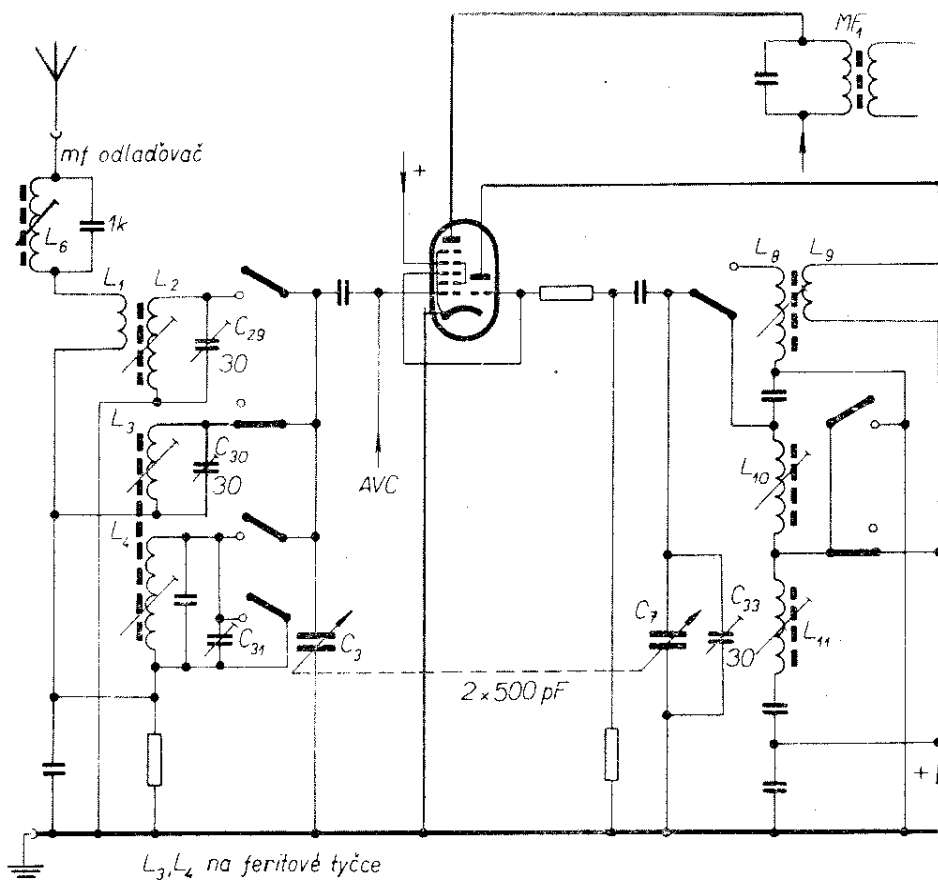 MF1
mf odlaďovač
+
L6
1k
L1
L2
L8
L9
C29
30
L3
C30
30
L10
AVC
L4
C31
C3
C7
C33
30
L11
2×500 pF
+
L3, L4 na feritové tyčce